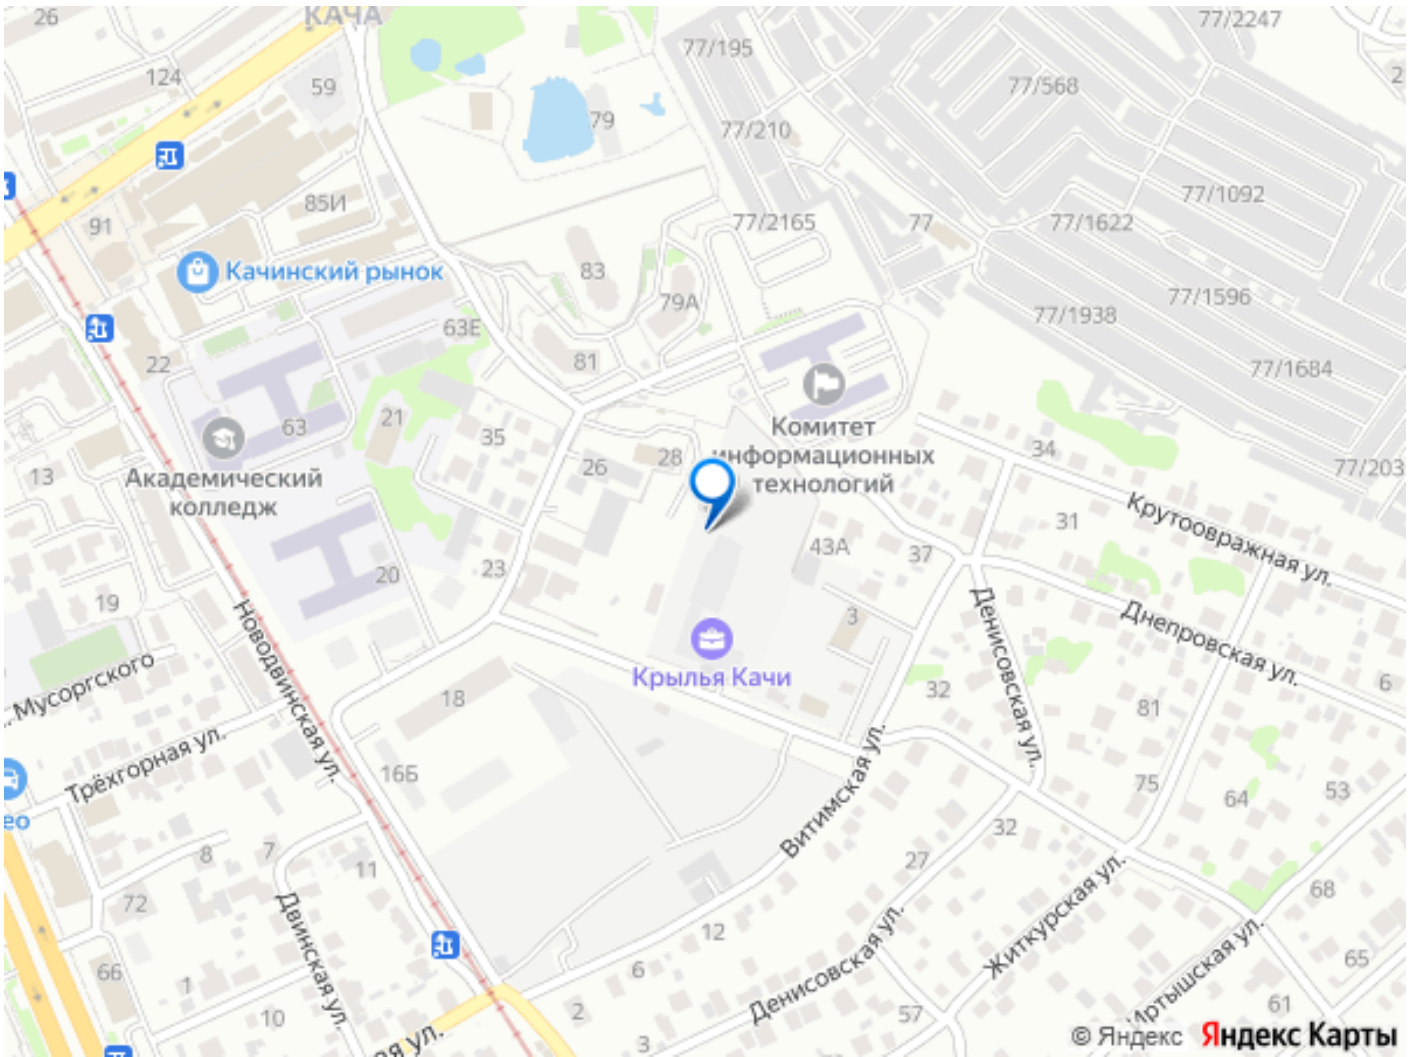 26
КАЧА
77/2247
77/195
124
59
77/568
2
79
77/210
85И
77/1092
91
77/2165
77
77/1622
Качинский рынок
83
79А
77/1596
63Е
77/1938
22
81
77/1684
21
Комитет
информационных
технологий
63
35
34
26
28
77/203
13
Академический
колледж
Крутоовражная ул.
31
43А
37
20
23
19
Новодвинская ул.
Денисовская ул.
Днепровская ул.
3
Мусоргского
Крылья Качи
32
6
18
81
Трёхгорная ул.
16Б
Витимская ул.
75
64
53
ео
32
8
7
11
27
68
72
Двинская ул.
12
Денисовская ул.
Житкурская ул.
Иртышская ул.
66
1
6
65
10
2
57
61
3
ая ул.
© Яндекс Яндекс Карты